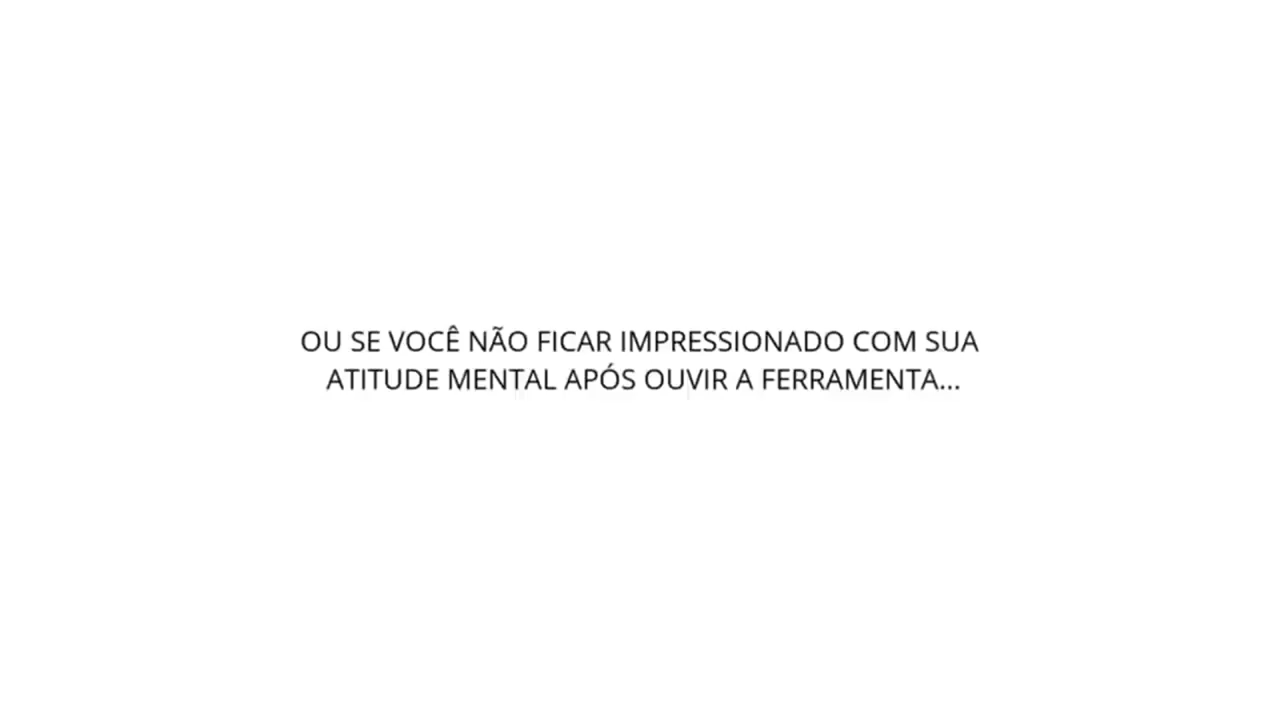 OU SE VOCÊ NÃO FICAR IMPRESSIONADO COM SUA
ATITUDE MENTAL APÓS OUVIR A FERRAMENTA...